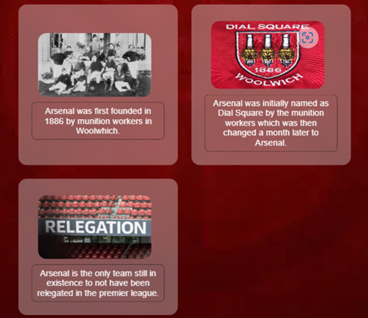 Arsenal was first founded in
1886 by munition workers in
Woolwhich.
DIAL SQUARE
1886
WOOLWICH
Arsenal was initially named as
Dial Square by the munition
workers which was then
changed a month later to
Arsenal.
RELEGATION
Arsenal is the only team still in
existence to not have been
relegated in the premier league.